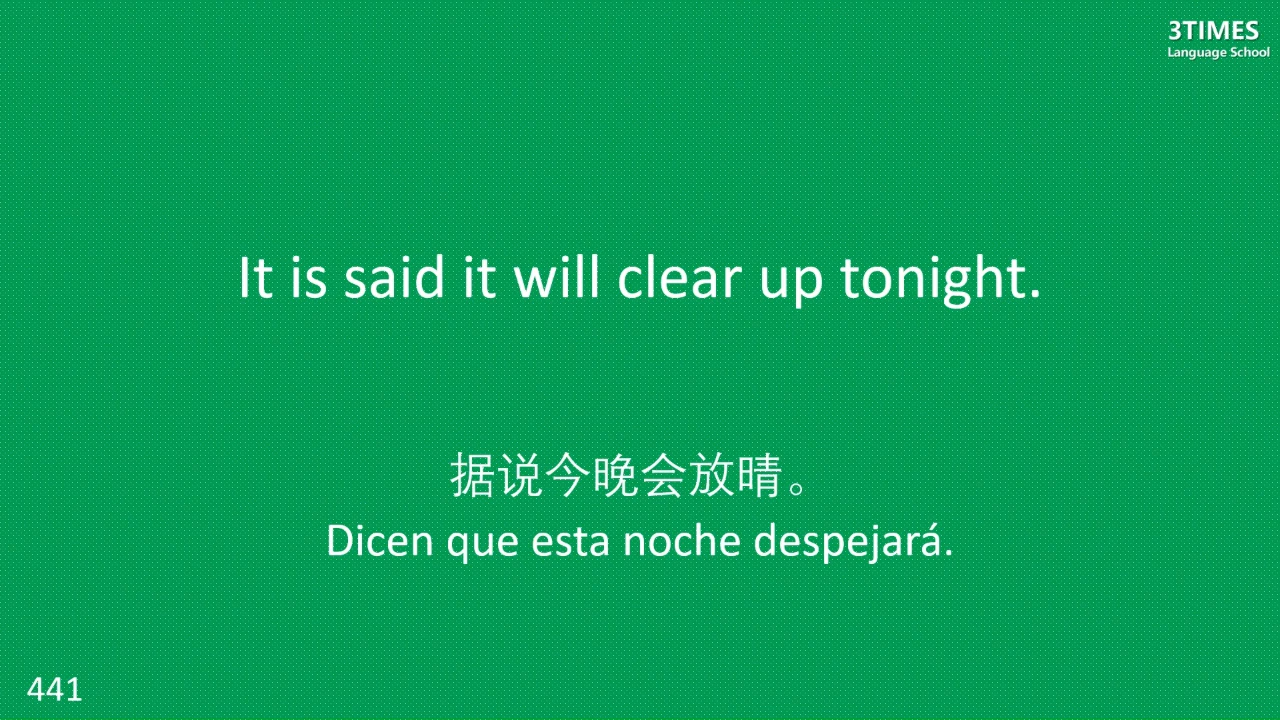 3TIMES
Language School
It is said it will clear up tonight.
据说今晚会放晴。
Dicen que esta noche despejará.
441